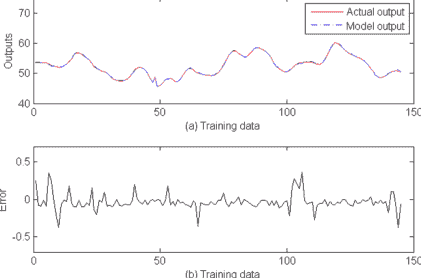 70
60
50
40
Outputs
Actual output
Model output
0
50
100
150
(a) Training data
0.5
0
-0.5
Error
0
50
100
150
(b) Training data